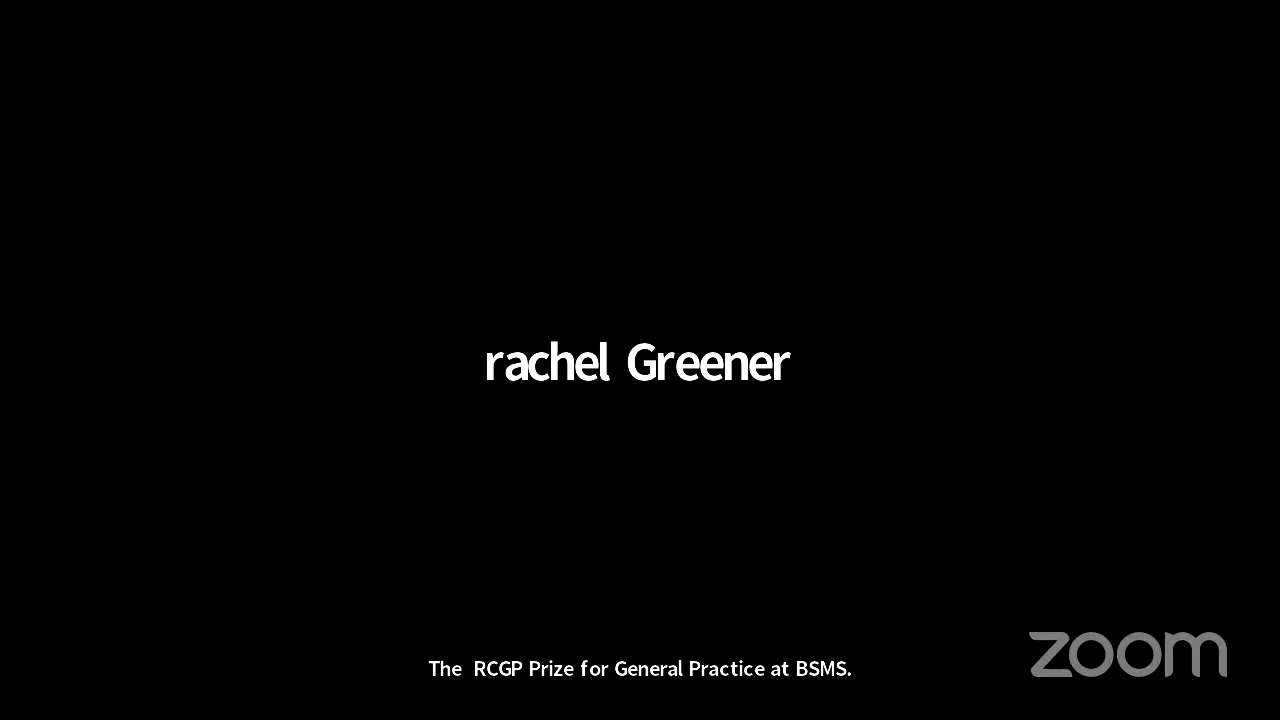 rachel Greener
The RCGP Prize for General Practice at BSMS.
zoom